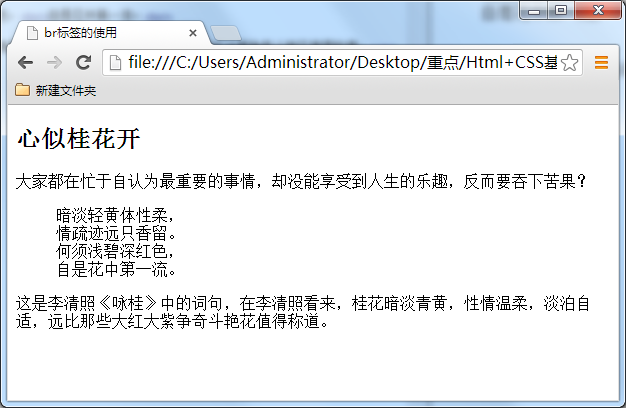 br标签的使用
file:///C:/Users/Administrator/Desktop/重点/Html+CSS基
新建文件夹
心似桂花开
大家都在忙于自认为最重要的事情，却没能享受到人生的乐趣，反而要吞下苦果？
暗淡轻黄体性柔，
情疏迹远只香留。
何须浅碧深红色，
自是花中第一流。
这是李清照《咏桂》中的词句，在李清照看来，桂花暗淡青黄，性情温柔，淡泊自
适，远比那些大红大紫争奇斗艳花值得称道。